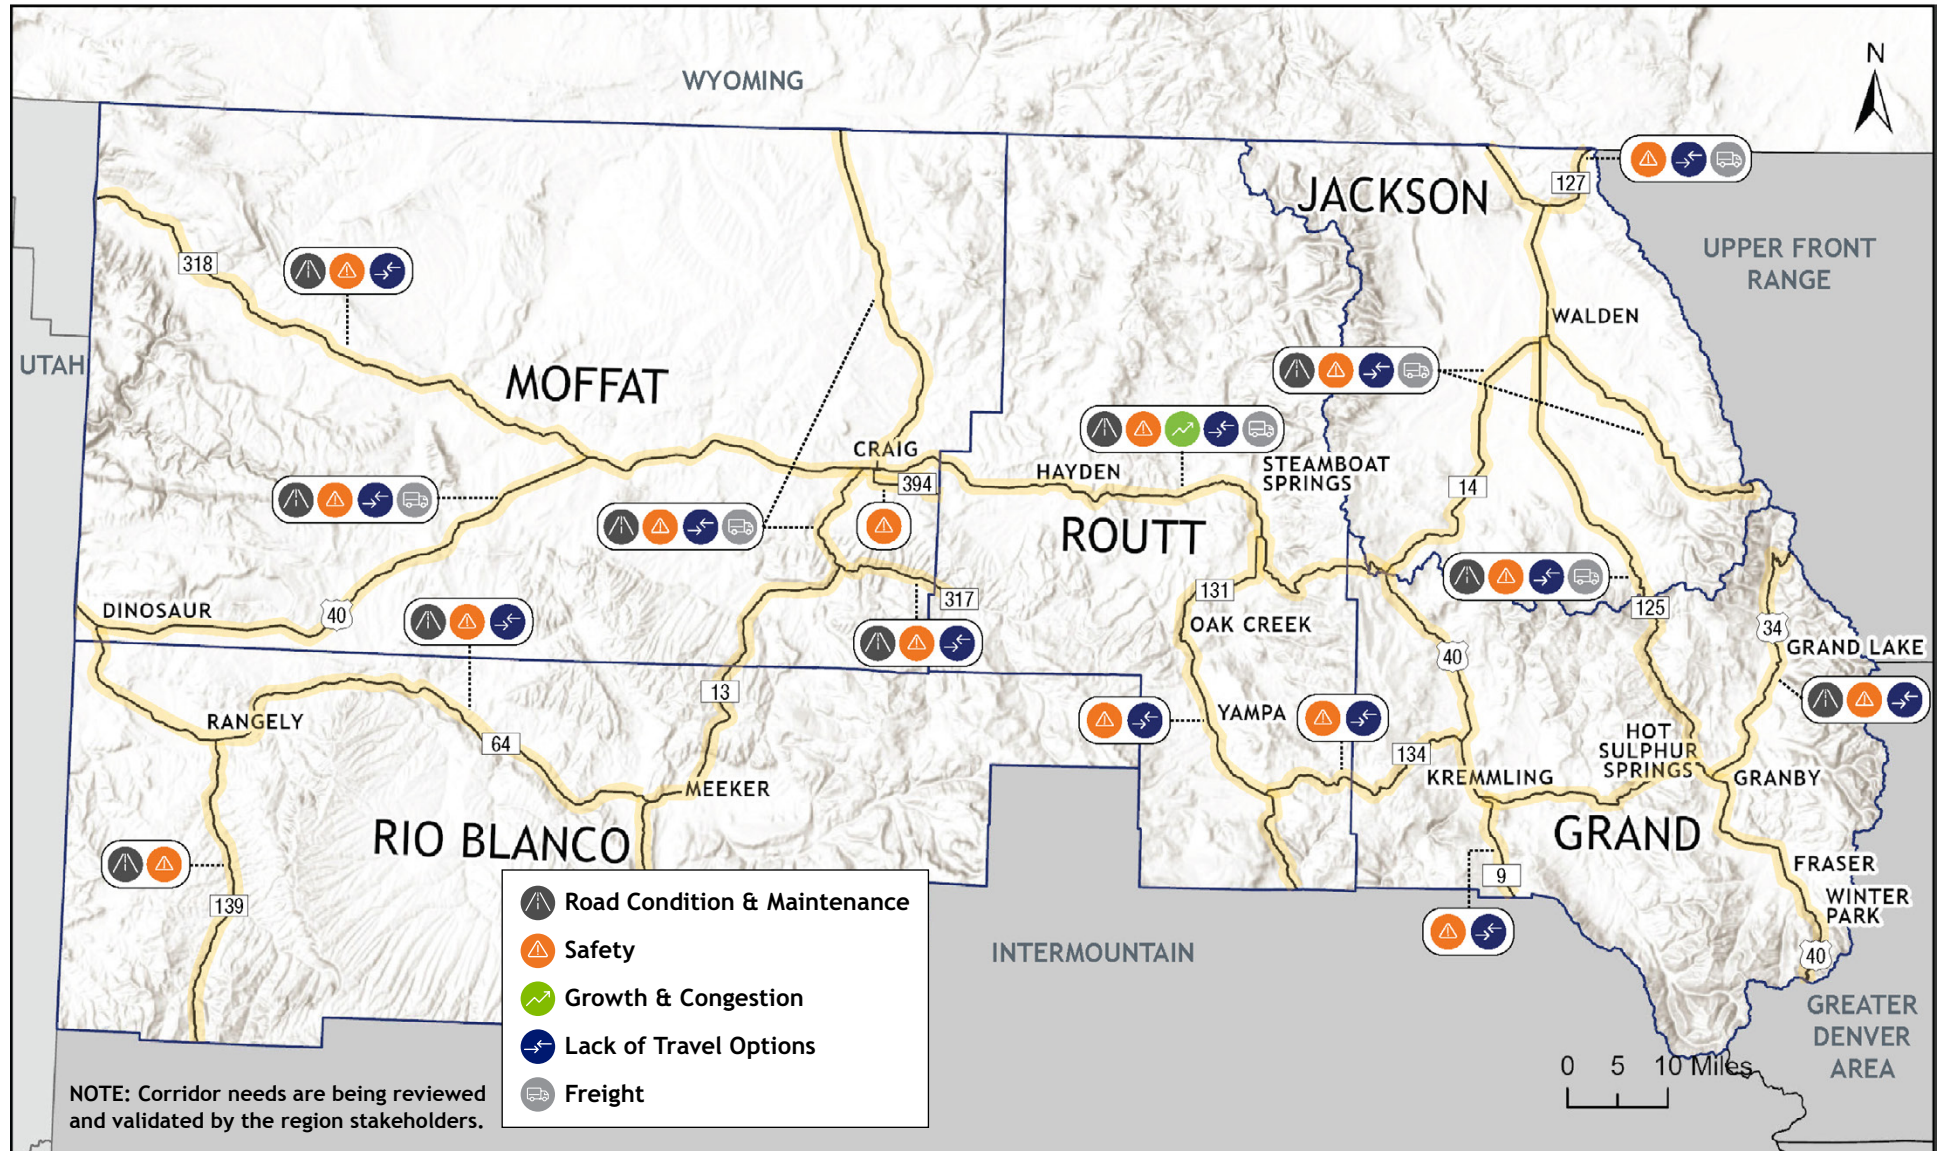 N
WYOMING
JACKSON
127
UPPER FRONT
RANGE
318
WALDEN
UTAH
MOFFAT
CRAIG
394
HAYDEN
STEAMBOAT
SPRINGS
14
ROUTT
DINOSAUR
40
317
131
OAK CREEK
125
34
GRAND LAKE
40
13
RANGELY
64
YAMPA
134
HOT
SULPHUR
SPRINGS
KREMMLING
GRANBY
MEEKER
RIO BLANCO
GRAND
139
9
FRASER
WINTER
PARK
40
Road Condition & Maintenance
Safety
Growth & Congestion
Lack of Travel Options
Freight
INTERMOUNTAIN
GREATER
DENVER
AREA
0 5 10 Miles
NOTE: Corridor needs are being reviewed
and validated by the region stakeholders.